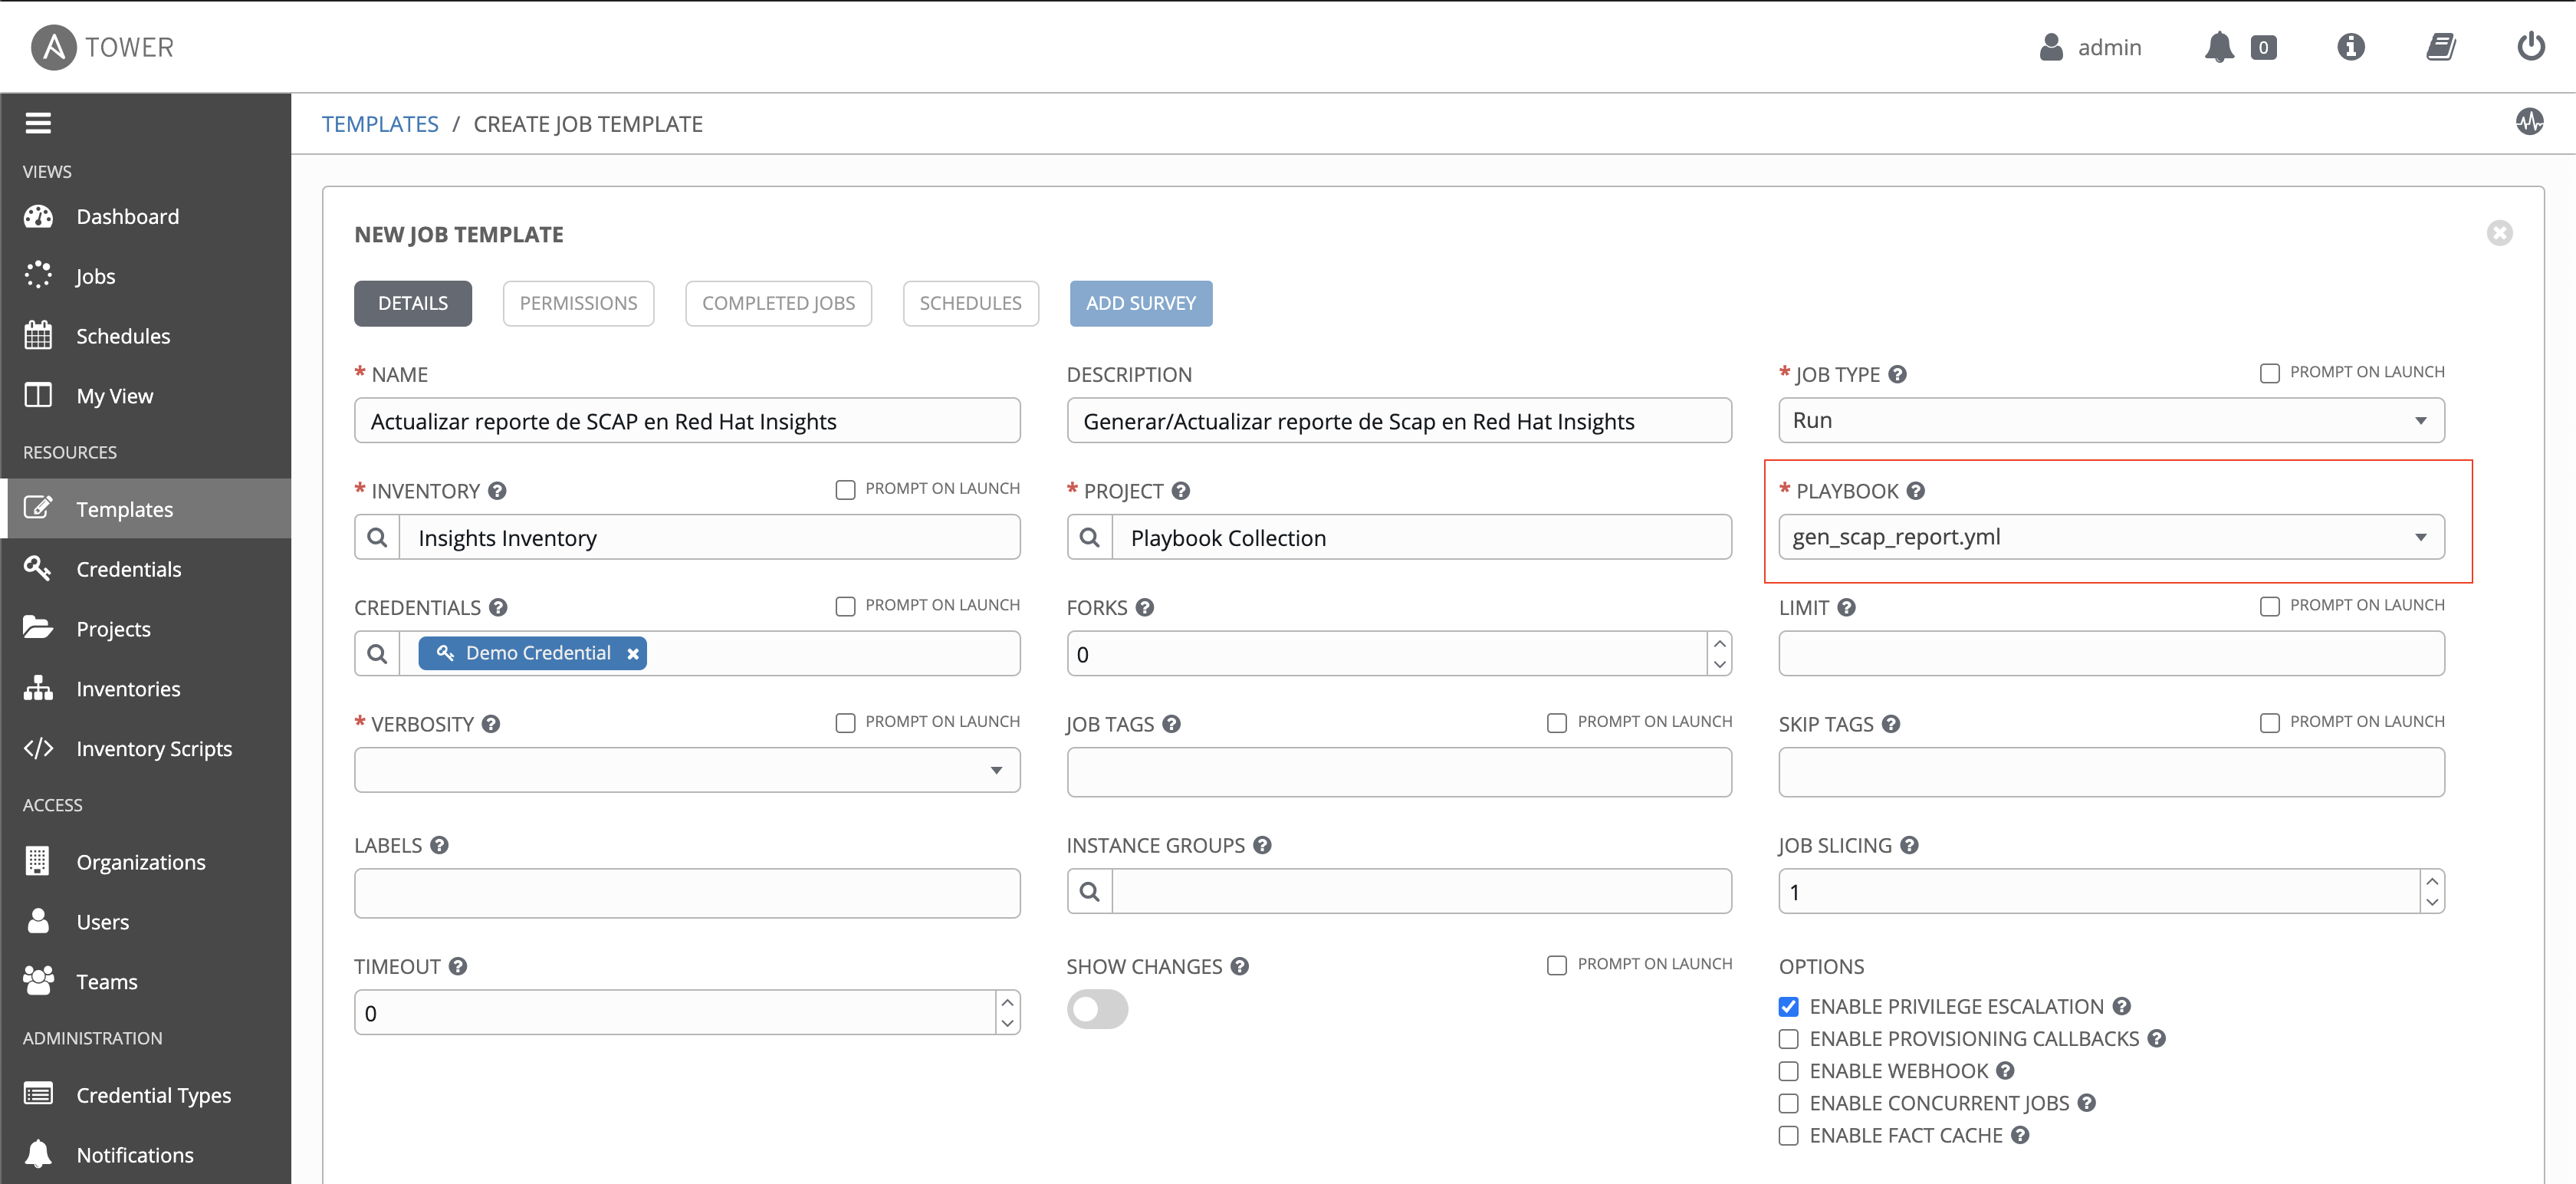 TOWER
admin
0
VIEWS
Dashboard
Jobs
Schedules
My View
RESOURCES
Templates
Credentials
Projects
Inventories
Inventory Scripts
ACCESS
Organizations
Users
Teams
ADMINISTRATION
Credential Types
Notifications
TEMPLATES / CREATE JOB TEMPLATE
NEW JOB TEMPLATE
DETAILS PERMISSIONS COMPLETED JOBS SCHEDULES ADD SURVEY
* NAME
Actualizar reporte de SCAP en Red Hat Insights
DESCRIPTION
Generar/Actualizar reporte de Scap en Red Hat Insights
* JOB TYPE PROMPT ON LAUNCH
Run
* INVENTORY PROMPT ON LAUNCH
Insights Inventory
* PROJECT
Playbook Collection
* PLAYBOOK
gen_scap_report.yml
CREDENTIALS PROMPT ON LAUNCH
Demo Credential
FORKS
0
LIMIT PROMPT ON LAUNCH
* VERBOSITY PROMPT ON LAUNCH
JOB TAGS PROMPT ON LAUNCH
SKIP TAGS PROMPT ON LAUNCH
LABELS
INSTANCE GROUPS
JOB SLICING
1
TIMEOUT
0
SHOW CHANGES PROMPT ON LAUNCH
OPTIONS
ENABLE PRIVILEGE ESCALATION
ENABLE PROVISIONING CALLBACKS
ENABLE WEBHOOK
ENABLE CONCURRENT JOBS
ENABLE FACT CACHE